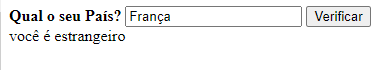 Qual o seu País? França Verificar
você é estrangeiro